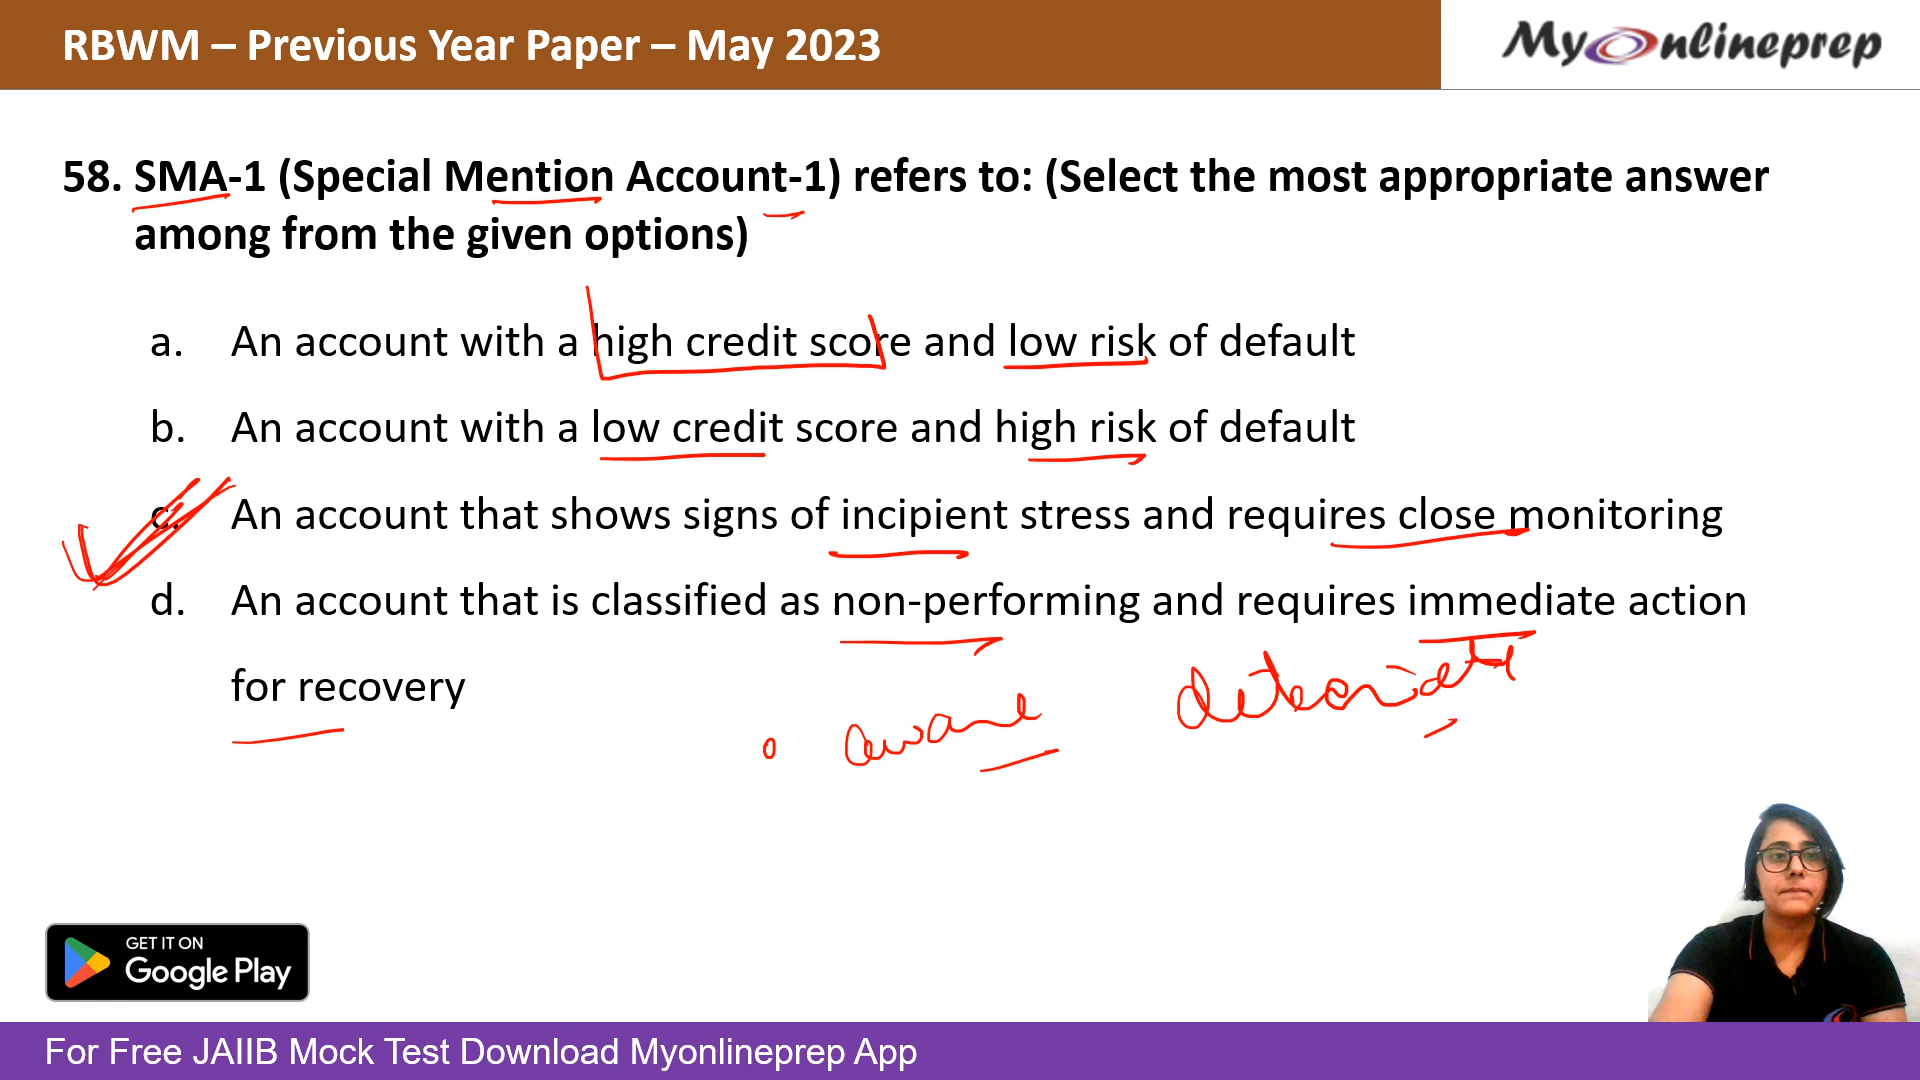 RBWM – Previous Year Paper – May 2023
Myonlineprep
58. SMA-1 (Special Mention Account-1) refers to: (Select the most appropriate answer
among from the given options)
a. An account with a high credit score and low risk of default
b. An account with a low credit score and high risk of default
c. An account that shows signs of incipient stress and requires close monitoring
d. An account that is classified as non-performing and requires immediate action
for recovery
aware
GET IT ON
Google Play
For Free JAIIB Mock Test Download Myonlineprep App